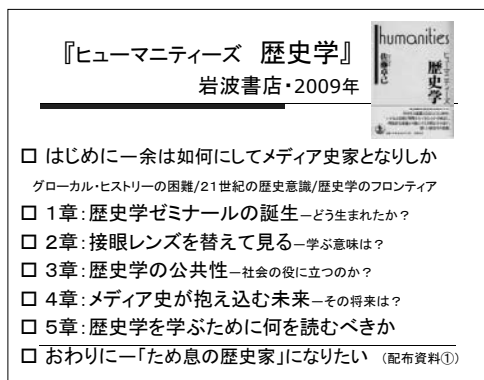 『ヒューマニティーズ 歴史学』
岩波書店・2009年
humanities
ヒューマニティーズ
歴史学
佐藤卓己
□ はじめに―余は如何にしてメディア史家となりしか
グローカル・ヒストリーの困難/21世紀の歴史意識/歴史学のフロンティア
□ 1章:歴史学ゼミナールの誕生―どう生まれたか?
□ 2章:接眼レンズを替えて見る―学ぶ意味は?
□ 3章:歴史学の公共性―社会の役に立つのか?
□ 4章:メディア史が抱え込む未来―その将来は?
□ 5章:歴史学を学ぶために何を読むべきか
□ おわりに―「ため息の歴史家」になりたい (配布資料①)